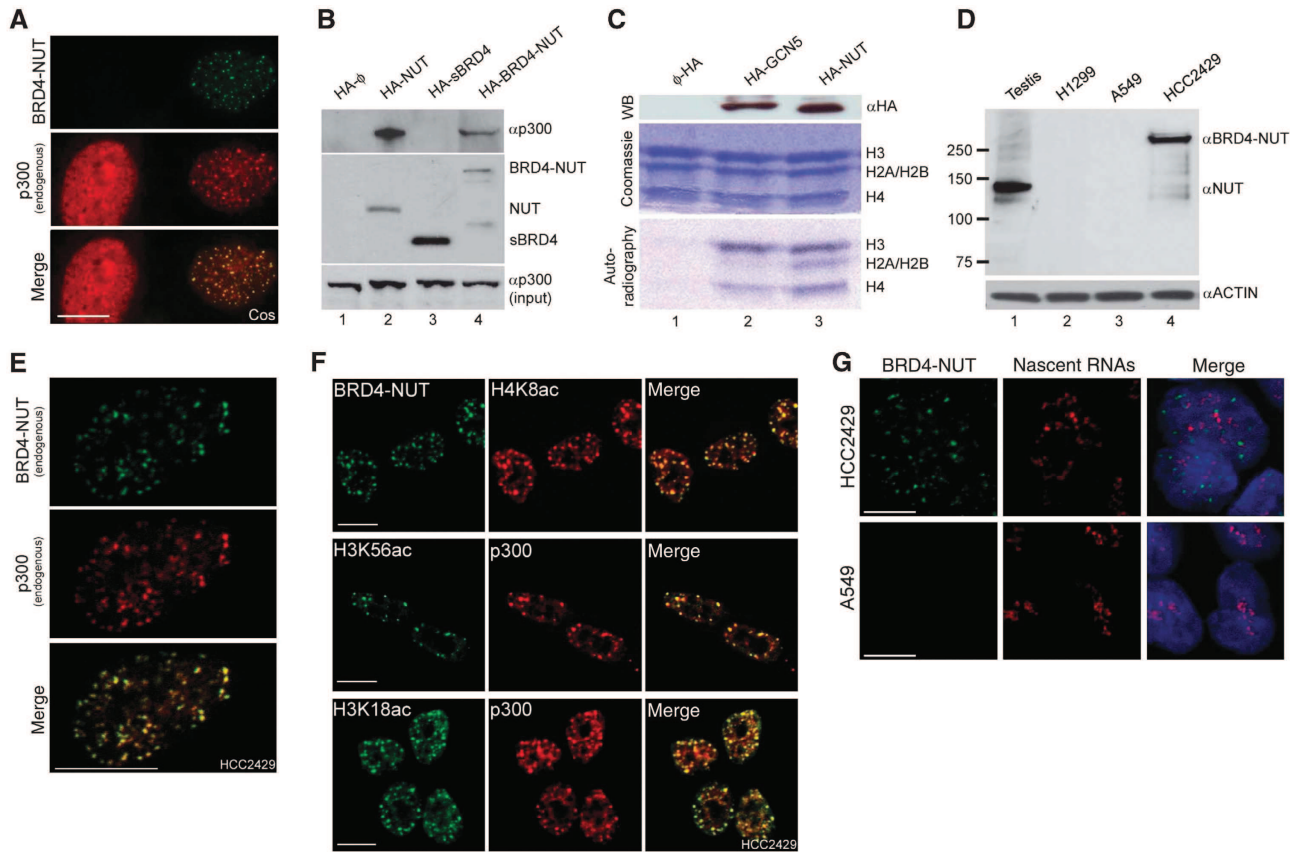 A
BRD4-NUT
p300
(endogenous)
Merge
Cos
B
HA-ϕ
HA-NUT
HA-sBRD4
HA-BRD4-NUT
αp300
BRD4-NUT
NUT
sBRD4
αp300
(input)
1 2 3 4
C
ϕ-HA
HA-GCN5
HA-NUT
WB
αHA
Coomassie
H3
H2A/H2B
H4
Auto-
radiography
H3
H2A/H2B
H4
1 2 3
D
Testis
H1299
A549
HCC2429
250
150
100
75
αBRD4-NUT
αNUT
αACTIN
1 2 3 4
E
BRD4-NUT
(endogenous)
p300
(endogenous)
Merge
HCC2429
F
BRD4-NUT H4K8ac Merge
H3K56ac p300 Merge
H3K18ac p300 Merge
HCC2429
G
BRD4-NUT Nascent RNAs Merge
HCC2429
A549